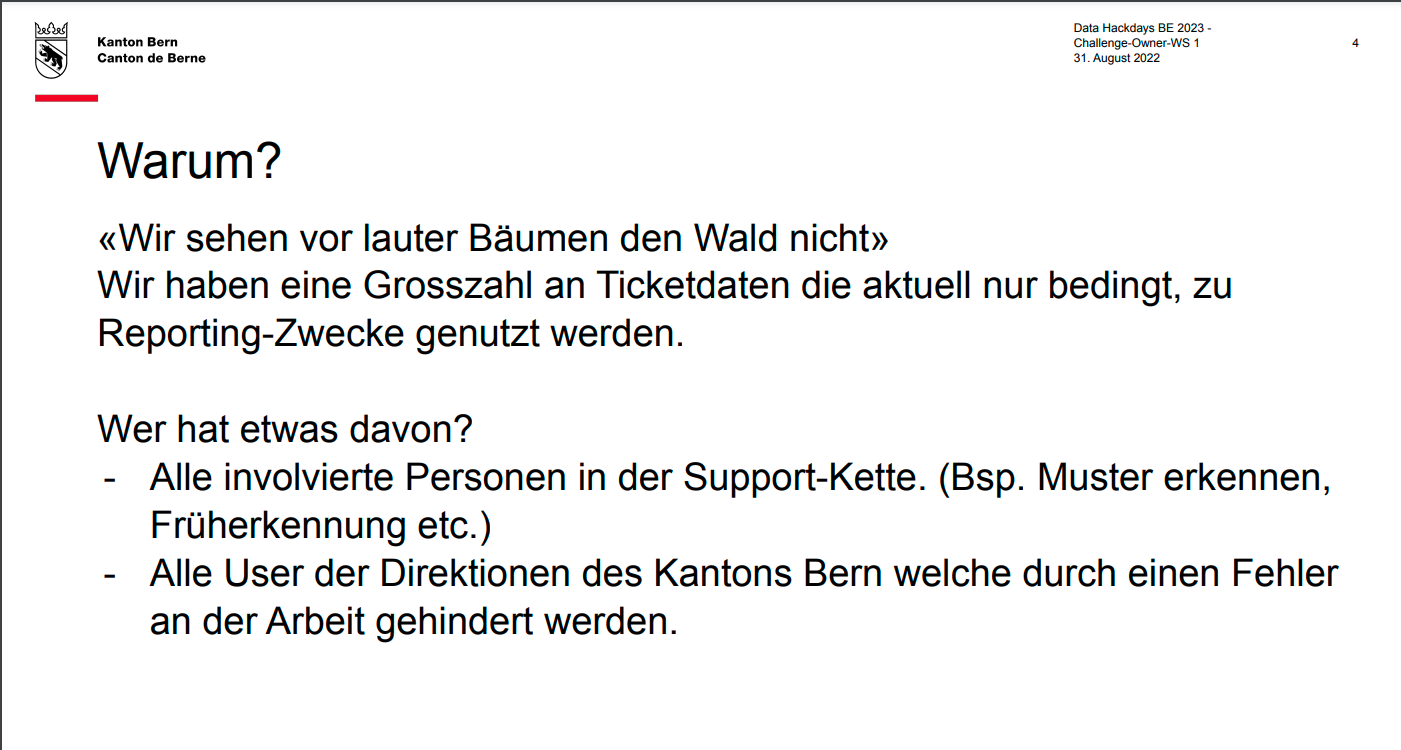 Kanton Bern
Canton de Berne
Data Hackdays BE 2023 -
Challenge-Owner-WS 1
31. August 2022
4
Warum?
«Wir sehen vor lauter Bäumen den Wald nicht»
Wir haben eine Grosszahl an Ticketdaten die aktuell nur bedingt, zu
Reporting-Zwecke genutzt werden.
Wer hat etwas davon?
- Alle involvierte Personen in der Support-Kette. (Bsp. Muster erkennen,
Früherkennung etc.)
- Alle User der Direktionen des Kantons Bern welche durch einen Fehler
an der Arbeit gehindert werden.